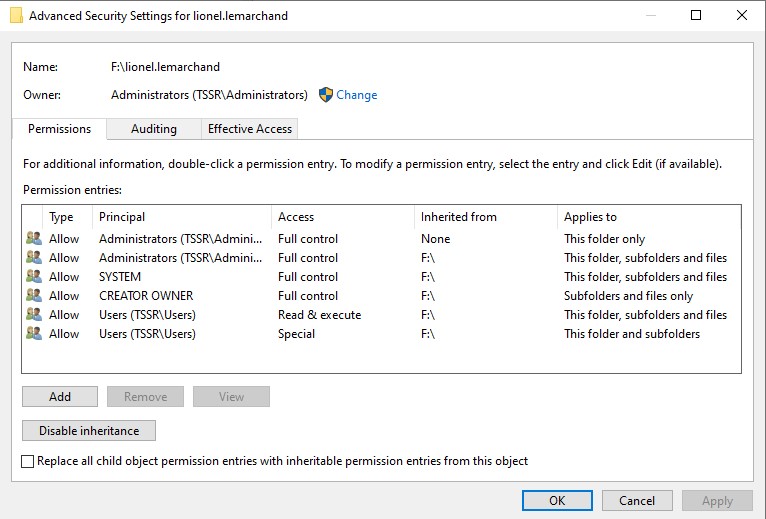 Advanced Security Settings for lionel.lemarchand
Name: F:\lionel.lemarchand
Owner: Administrators (TSSR\Administrators) Change
Permissions Auditing Effective Access
For additional information, double-click a permission entry. To modify a permission entry, select the entry and click Edit (if available).
Permission entries:
Type Principal Access Inherited from Applies to
Allow Administrators (TSSR\Admini... Full control None This folder only
Allow Administrators (TSSR\Admini... Full control F:\ This folder, subfolders and files
Allow SYSTEM Full control F:\ This folder, subfolders and files
Allow CREATOR OWNER Full control F:\ Subfolders and files only
Allow Users (TSSR\Users) Read & execute F:\ This folder, subfolders and files
Allow Users (TSSR\Users) Special F:\ This folder and subfolders
Add Remove View
Disable inheritance
Replace all child object permission entries with inheritable permission entries from this object
OK Cancel Apply